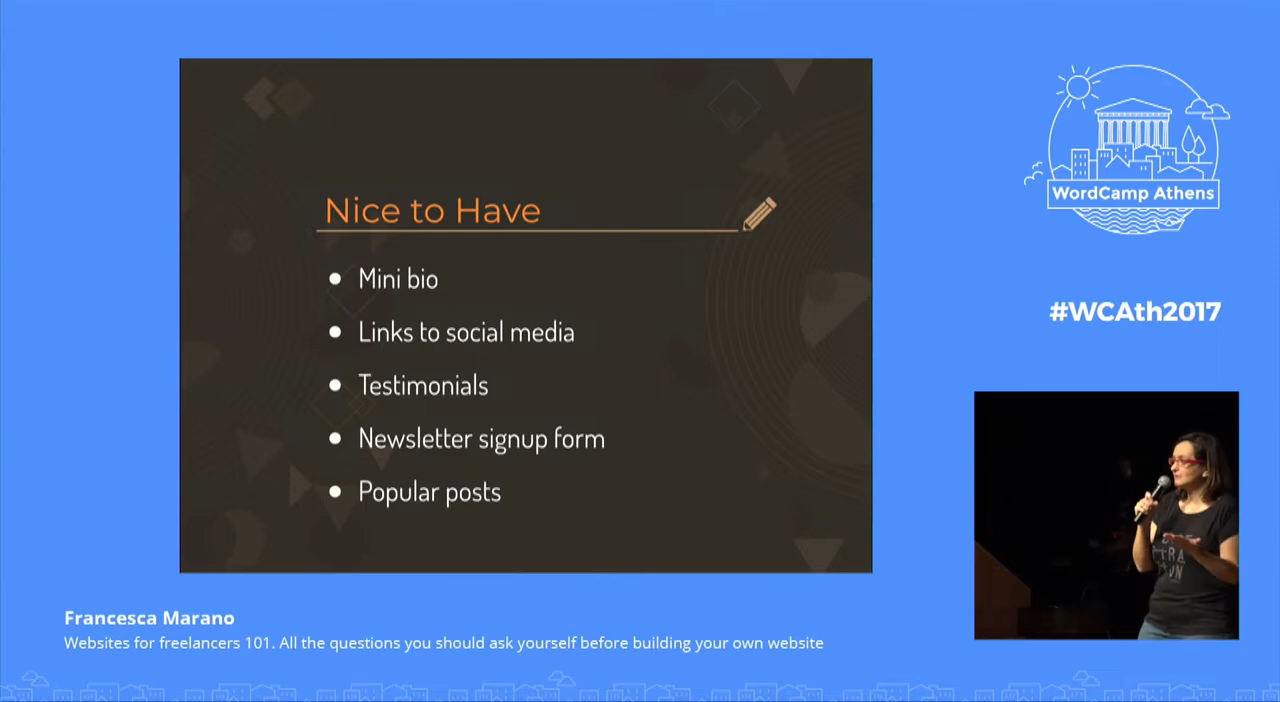 Nice to Have
Mini bio
Links to social media
Testimonials
Newsletter signup form
Popular posts
WordCamp Athens
#WCAth2017
Francesca Marano
Websites for freelancers 101. All the questions you should ask yourself before building your own website